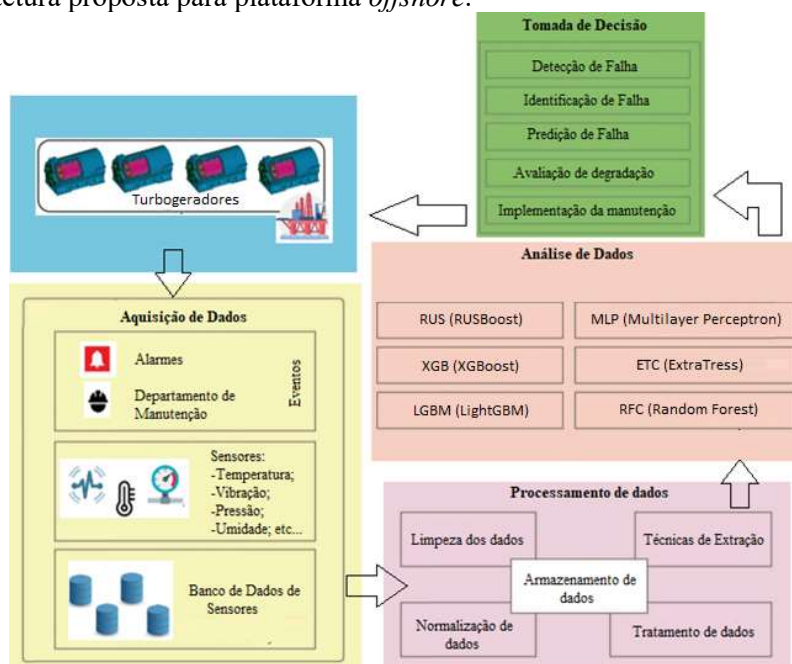 ctura proposta para plataforma offshore.
Tomada de Decisão
Detecção de Falha
Identificação de Falha
Predição de Falha
Avaliação de degradação
Implementação da manutenção
Turbogeradores
Aquisição de Dados
Alarmes
Departamento de
Manutenção
Eventos
Sensores:
-Temperatura;
-Vibração;
-Pressão;
-Umidade; etc...
Banco de Dados de
Sensores
Análise de Dados
RUS (RUSBoost)
MLP (Multilayer Perceptron)
XGB (XGBoost)
ETC (ExtraTress)
LGBM (LightGBM)
RFC (Random Forest)
Processamento de dados
Limpeza dos dados
Técnicas de Extração
Armazenamento de
dados
Normalização de
dados
Tratamento de dados